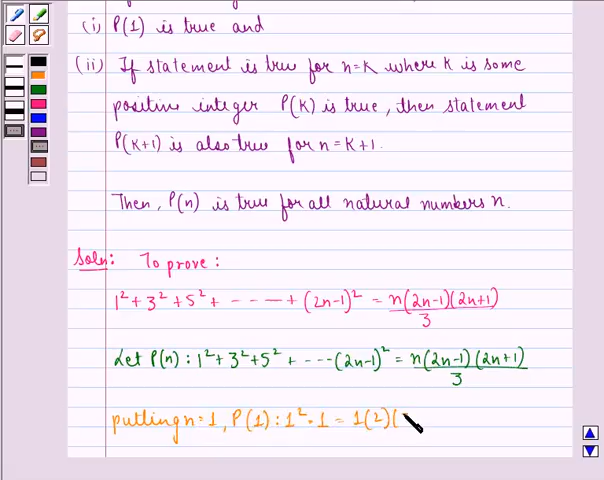 (i) P(1) is true and
(ii) If statement is true for n=k where k is some
positive integer P(k) is true, then statement
P(k+1) is also true for n=k+1.
Then, P(n) is true for all natural numbers n.
Soln: To prove:
1² + 3² + 5² + ----- + (2n-1)² = n(2n-1)(2n+1)/3
Let P(n) : 1² + 3² + 5² + ---- (2n-1)² = n(2n-1)(2n+1)/3
putting n = 1, P(1) : 1² · 1 = 1(2)(